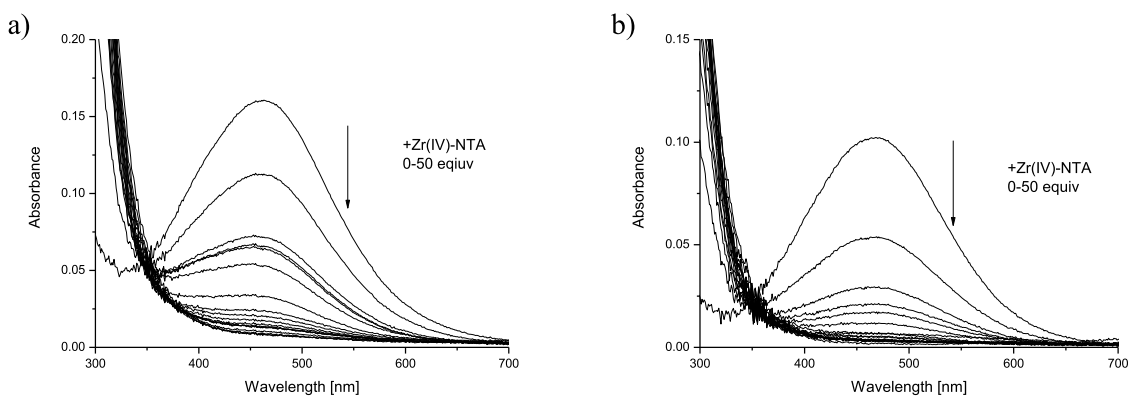 a)
0.20
0.15
0.10
0.05
0.00
Absorbance
300
400
500
600
700
Wavelength [nm]
+Zr(IV)-NTA
0-50 eqiuv
b)
0.15
0.10
0.05
0.00
Absorbance
300
400
500
600
700
Wavelength [nm]
+Zr(IV)-NTA
0-50 equiv